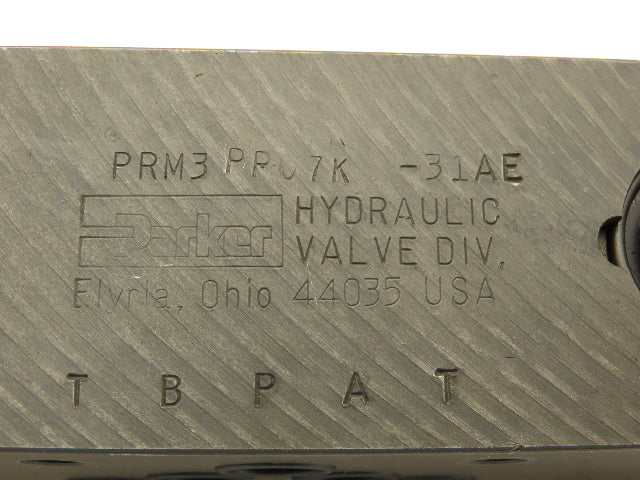 PRM3 PP07K -31AE
Parker HYDRAULIC
VALVE DIV.
Elyria, Ohio 44035 USA
T B P A T